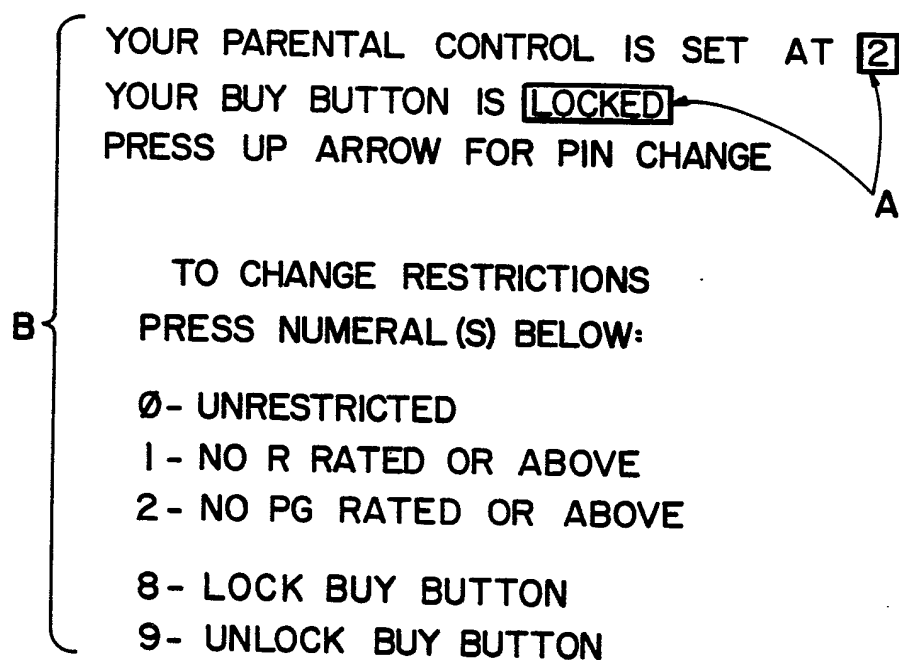 YOUR PARENTAL CONTROL IS SET AT 2
YOUR BUY BUTTON IS LOCKED
PRESS UP ARROW FOR PIN CHANGE
A
TO CHANGE RESTRICTIONS
B
PRESS NUMERAL(S) BELOW:
Ø- UNRESTRICTED
1- NO R RATED OR ABOVE
2- NO PG RATED OR ABOVE
8- LOCK BUY BUTTON
9- UNLOCK BUY BUTTON